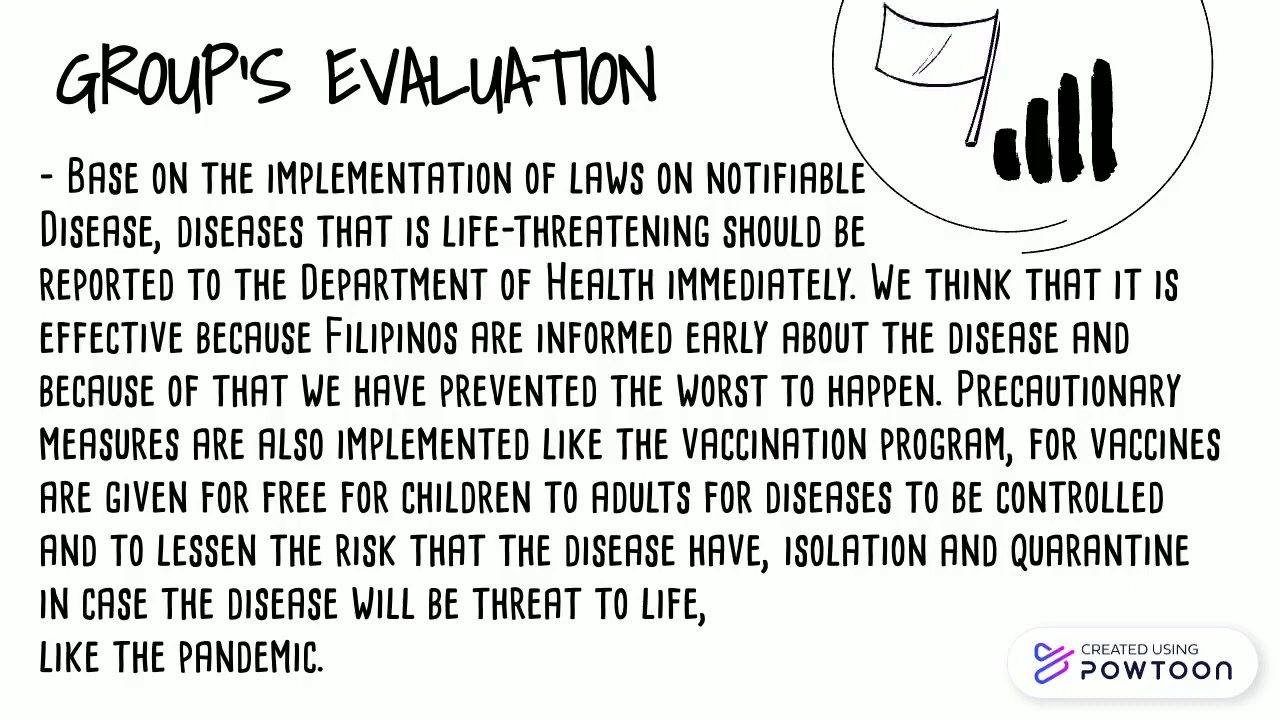 GROUP'S EVALUATION
- BASE ON THE IMPLEMENTATION OF LAWS ON NOTIFIABLE
DISEASE, DISEASES THAT IS LIFE-THREATENING SHOULD BE
REPORTED TO THE DEPARTMENT OF HEALTH IMMEDIATELY. WE THINK THAT IT IS
EFFECTIVE BECAUSE FILIPINOS ARE INFORMED EARLY ABOUT THE DISEASE AND
BECAUSE OF THAT WE HAVE PREVENTED THE WORST TO HAPPEN. PRECAUTIONARY
MEASURES ARE ALSO IMPLEMENTED LIKE THE VACCINATION PROGRAM, FOR VACCINES
ARE GIVEN FOR FREE FOR CHILDREN TO ADULTS FOR DISEASES TO BE CONTROLLED
AND TO LESSEN THE RISK THAT THE DISEASE HAVE, ISOLATION AND QUARANTINE
IN CASE THE DISEASE WILL BE THREAT TO LIFE,
LIKE THE PANDEMIC.
CREATED USING
POWTOON